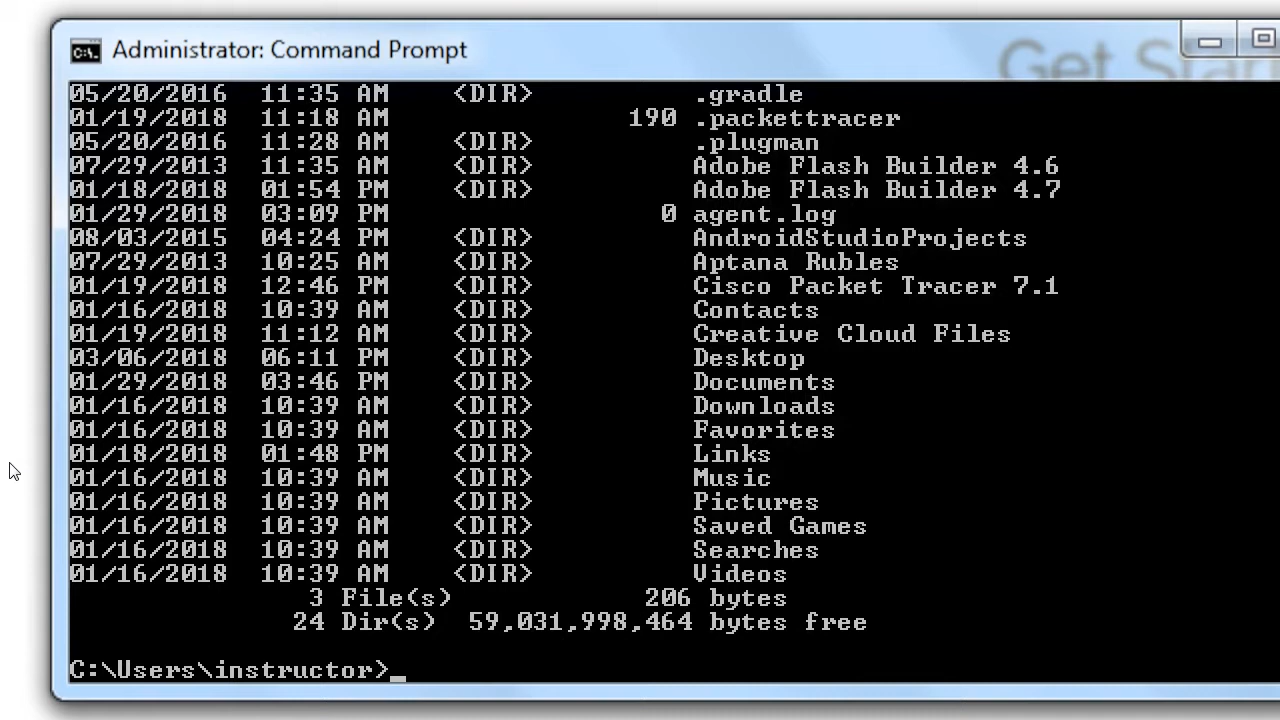 Get Star
Administrator: Command Prompt
05/20/2016 11:35 AM <DIR> .gradle
01/19/2018 11:18 AM 190 .packettracer
05/20/2016 11:28 AM <DIR> .plugman
07/29/2013 11:35 AM <DIR> Adobe Flash Builder 4.6
01/18/2018 01:54 PM <DIR> Adobe Flash Builder 4.7
01/29/2018 03:09 PM 0 agent.log
08/03/2015 04:24 PM <DIR> AndroidStudioProjects
07/29/2013 10:25 AM <DIR> Aptana Rubles
01/19/2018 12:46 PM <DIR> Cisco Packet Tracer 7.1
01/16/2018 10:39 AM <DIR> Contacts
01/19/2018 11:12 AM <DIR> Creative Cloud Files
03/06/2018 06:11 PM <DIR> Desktop
01/29/2018 03:46 PM <DIR> Documents
01/16/2018 10:39 AM <DIR> Downloads
01/16/2018 10:39 AM <DIR> Favorites
01/18/2018 01:48 PM <DIR> Links
01/16/2018 10:39 AM <DIR> Music
01/16/2018 10:39 AM <DIR> Pictures
01/16/2018 10:39 AM <DIR> Saved Games
01/16/2018 10:39 AM <DIR> Searches
01/16/2018 10:39 AM <DIR> Videos
3 File(s) 206 bytes
24 Dir(s) 59,031,998,464 bytes free
C:\Users\instructor>_